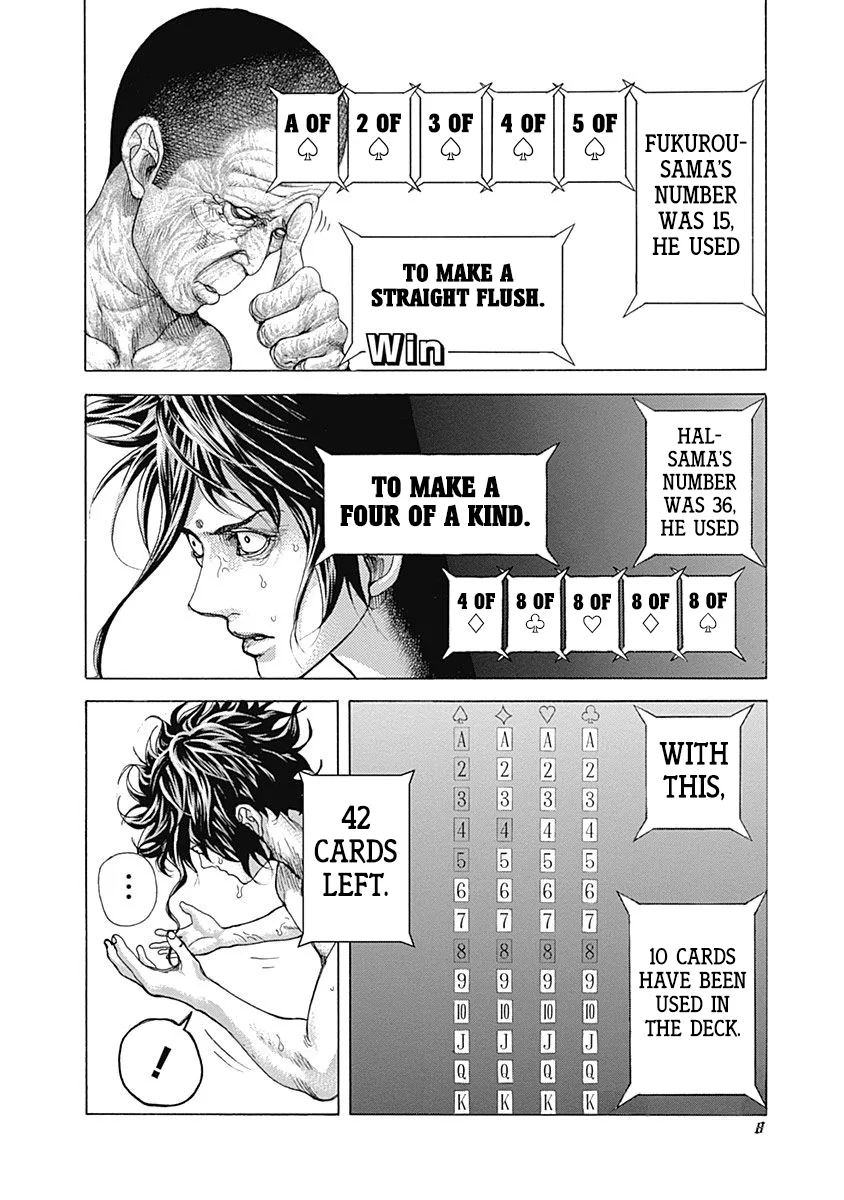 FUKUROU-
SAMA'S
NUMBER
WAS 15,
HE USED
5 OF
♤
4 OF
♤
3 OF
♤
2 OF
♤
A OF
♤
TO MAKE A
STRAIGHT FLUSH.
Win
HAL-
SAMA'S
NUMBER
WAS 36,
HE USED
8 OF
♤
8 OF
♢
8 OF
♡
8 OF
♧
4 OF
♢
TO MAKE A
FOUR OF A KIND.
WITH
THIS,
10 CARDS
HAVE BEEN
USED IN
THE DECK.
♤ ♢ ♡ ♧
A A A A
2 2 2 2
3 3 3 3
4 4 4 4
5 5 5 5
6 6 6 6
7 7 7 7
8 8 8 8
9 9 9 9
10 10 10 10
J J J J
Q Q Q Q
K K K K
42
CARDS
LEFT.
...
!